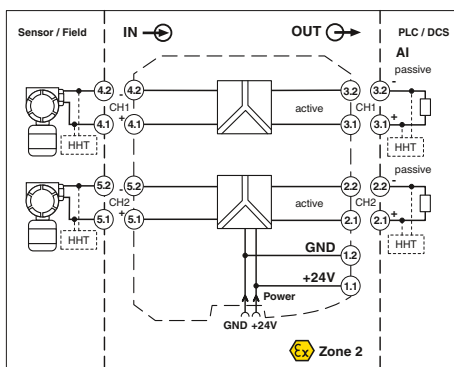 Sensor / Field
IN
OUT
PLC / DCS
AI
passive
4.2
-
4.2
3.2
3.2
-
CH1
active
CH1
4.1
+
4.1
3.1
3.1
+
HHT
HHT
passive
5.2
-
5.2
2.2
2.2
-
CH2
active
CH2
5.1
+
5.1
2.1
2.1
+
HHT
HHT
GND
1.2
+24V
1.1
Power
GND +24V
Ex Zone 2